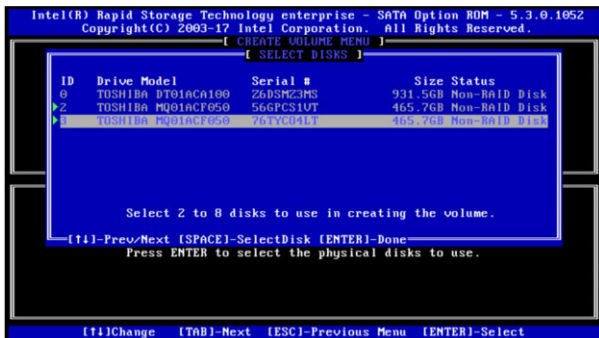 Intel(R) Rapid Storage Technology enterprise - SATA Option ROM - 5.3.0.1052
Copyright(C) 2003-17 Intel Corporation. All Rights Reserved.
[ CREATE VOLUME MENU ]
[ SELECT DISKS ]
ID Drive Model Serial # Size Status
0 TOSHIBA DT01ACA100 Z6DSMZ3MS 931.5GB Non-RAID Disk
2 TOSHIBA MQ01ACF050 56GPCS1VT 465.7GB Non-RAID Disk
3 TOSHIBA MQ01ACF050 76TYC04LT 465.7GB Non-RAID Disk
Select 2 to 8 disks to use in creating the volume.
[↑↓]-Prev/Next [SPACE]-SelectDisk [ENTER]-Done
Press ENTER to select the physical disks to use.
[↑↓]Change [TAB]-Next [ESC]-Previous Menu [ENTER]-Select